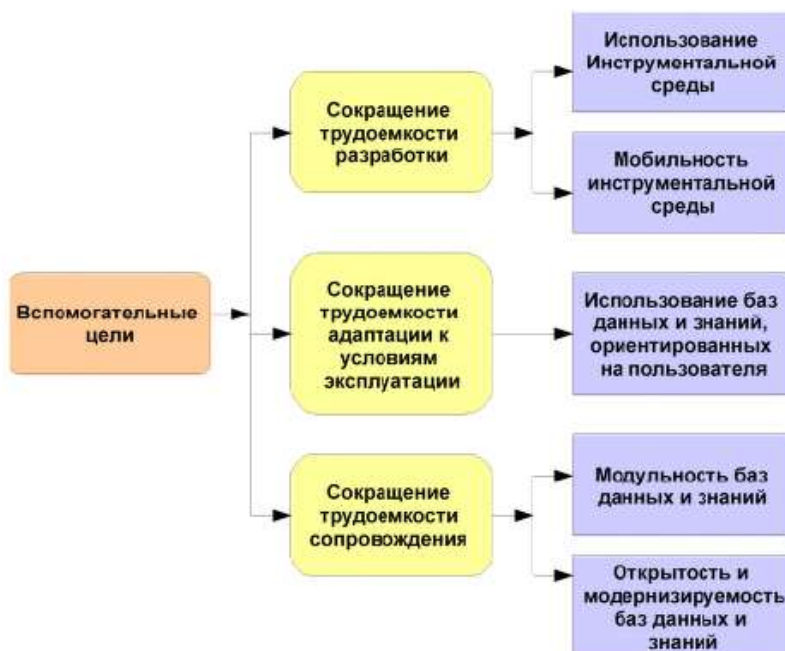 Вспомогательные
цели
Сокращение
трудоемкости
разработки
Использование
Инструментальной
среды
Мобильность
инструментальной
среды
Сокращение
трудоемкости
адаптации к
условиям
эксплуатации
Использование баз
данных и знаний,
ориентированных
на пользователя
Сокращение
трудоемкости
сопровождения
Модульность баз
данных и знаний
Открытость и
модернизируемость
баз данных и
знаний